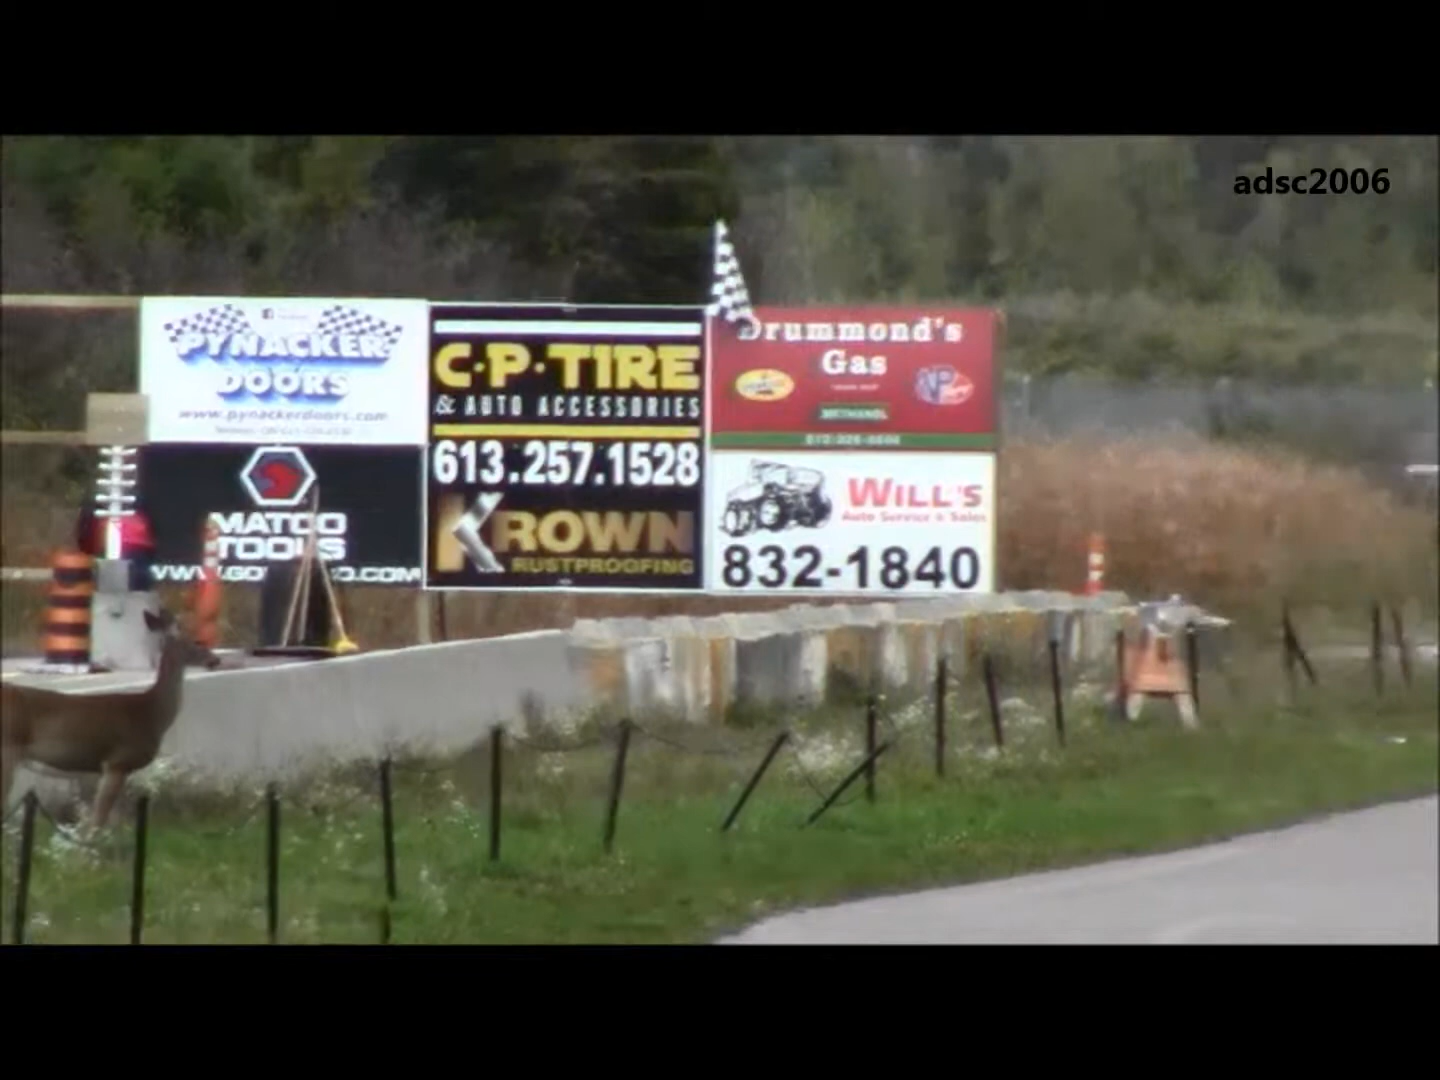 adsc2006
PYNACKER
DOORS
www.pynackerdoors.com
C·P·TIRE
& AUTO ACCESSORIES
613.257.1528
KROWN
RUSTPROOFING
Drummond's
Gas
VP
METHANOL
MATCO
TOOLS
WILL'S
Auto Service & Sales
832-1840